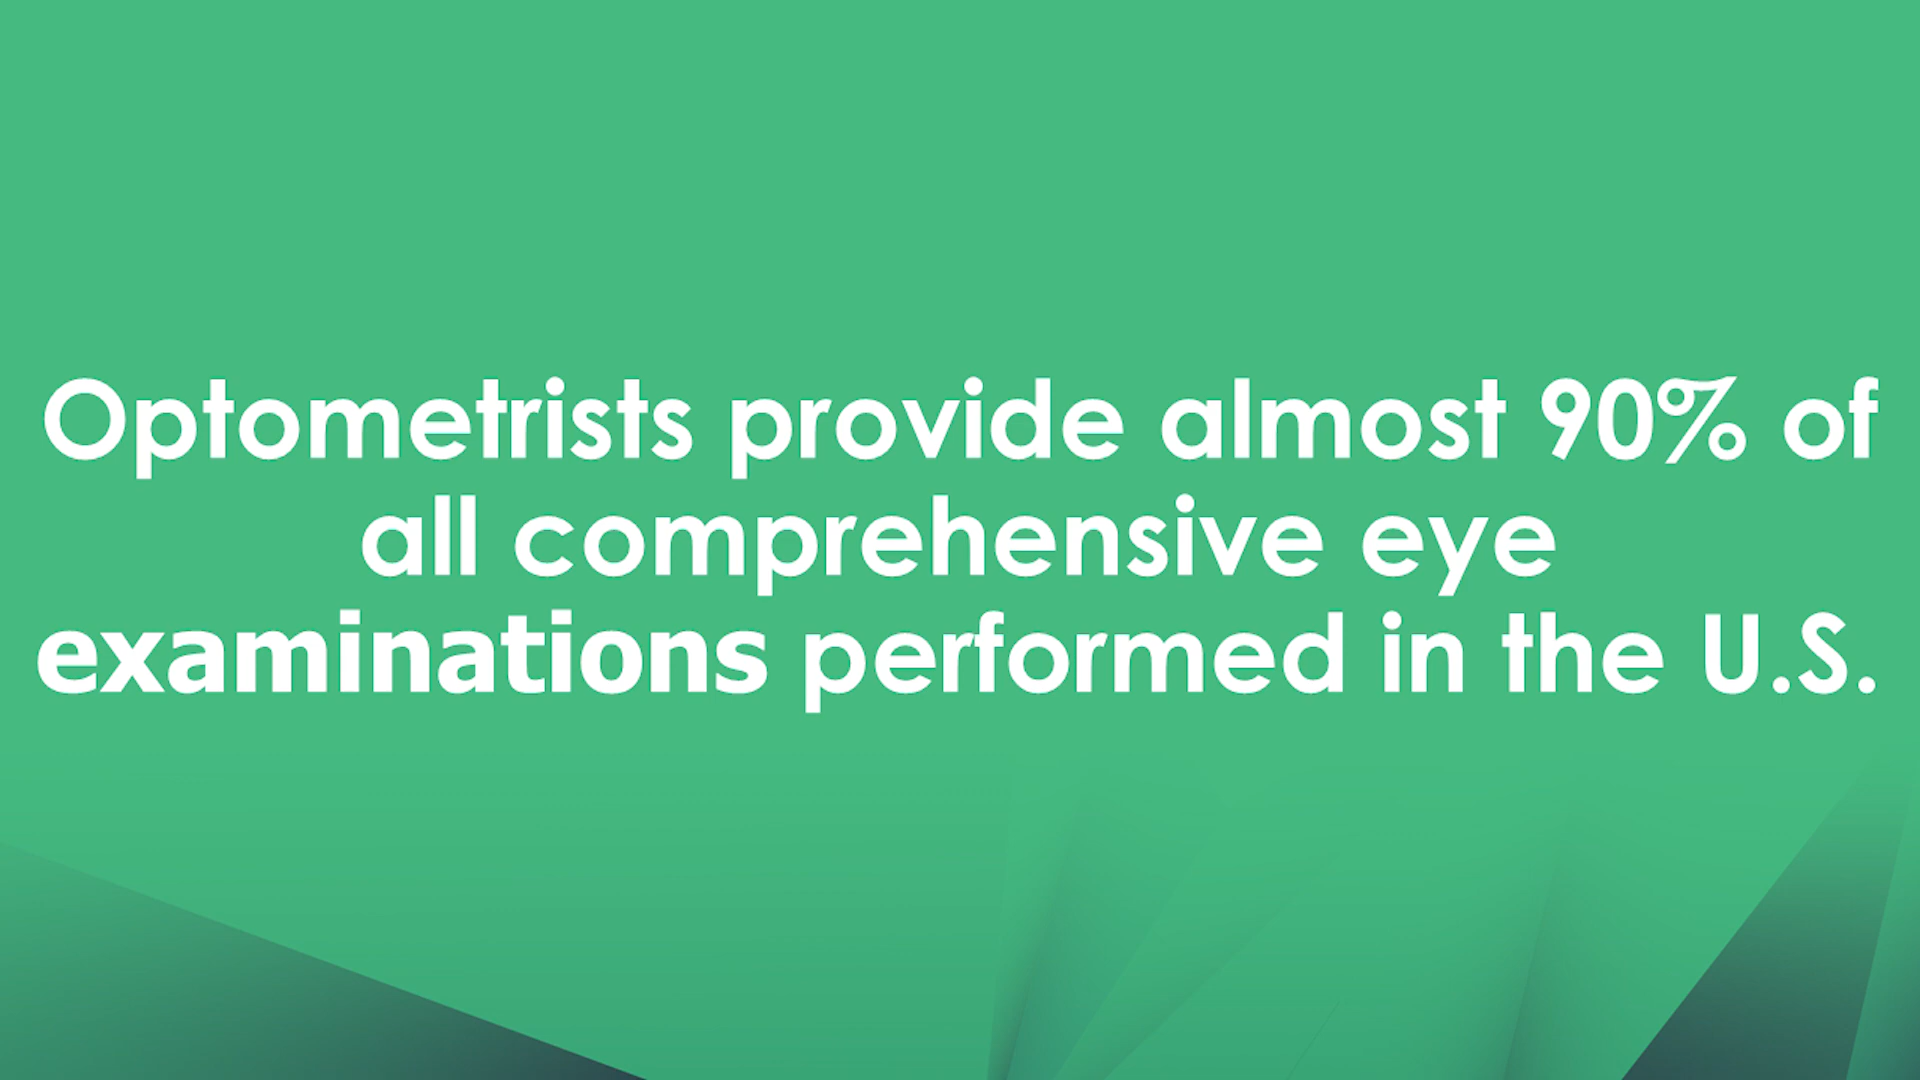 Optometrists provide almost 90% of
all comprehensive eye
examinations performed in the U.S.